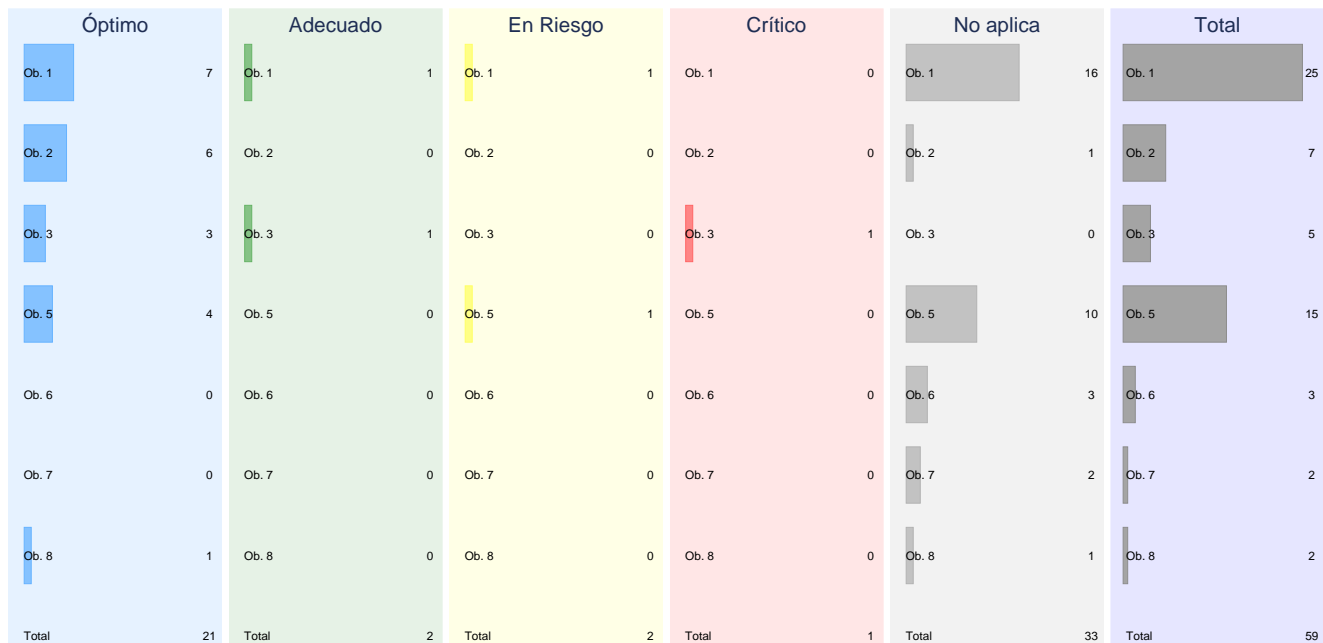 Óptimo Adecuado En Riesgo Crítico No aplica Total
Ob. 1 7 Ob. 1 1 Ob. 1 1 Ob. 1 0 Ob. 1 16 Ob. 1 25
Ob. 2 6 Ob. 2 0 Ob. 2 0 Ob. 2 0 Ob. 2 1 Ob. 2 7
Ob. 3 3 Ob. 3 1 Ob. 3 0 Ob. 3 1 Ob. 3 0 Ob. 3 5
Ob. 5 4 Ob. 5 0 Ob. 5 1 Ob. 5 0 Ob. 5 10 Ob. 5 15
Ob. 6 0 Ob. 6 0 Ob. 6 0 Ob. 6 0 Ob. 6 3 Ob. 6 3
Ob. 7 0 Ob. 7 0 Ob. 7 0 Ob. 7 0 Ob. 7 2 Ob. 7 2
Ob. 8 1 Ob. 8 0 Ob. 8 0 Ob. 8 0 Ob. 8 1 Ob. 8 2
Total 21 Total 2 Total 2 Total 1 Total 33 Total 59